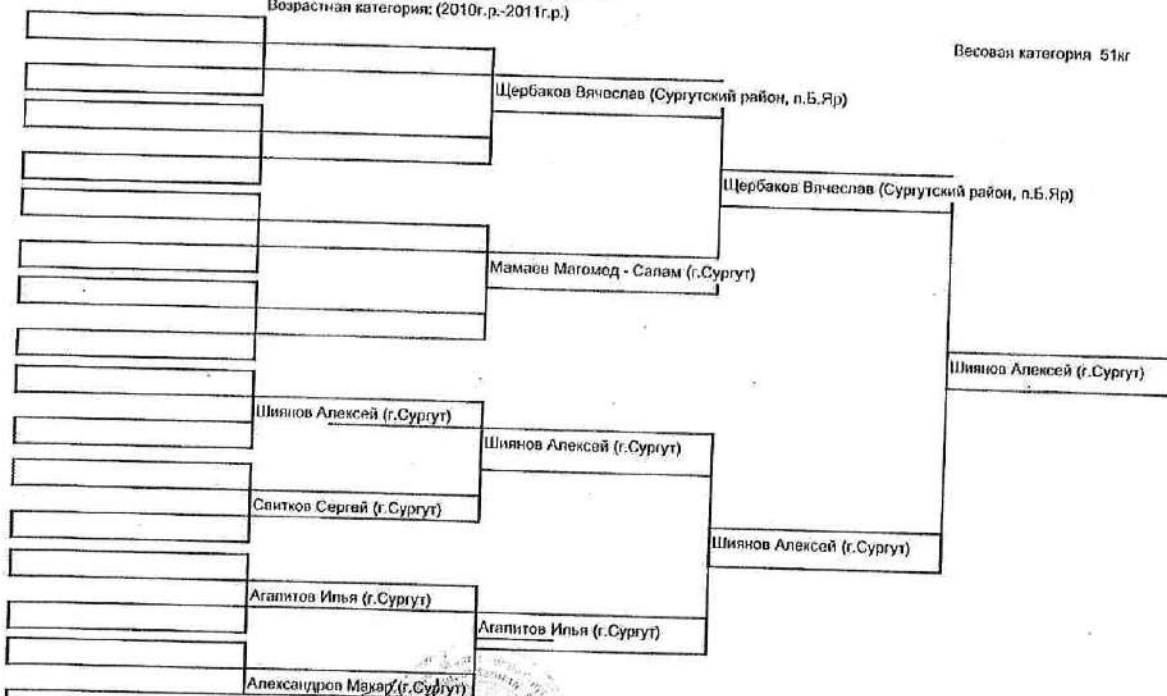 Возрастная категория: (2010г.р.-2011г.р.)
Весовая категория 51кг
Щербаков Вячеслав (Сургутский район, п.Б.Яр)
Щербаков Вячеслав (Сургутский район, п.Б.Яр)
Мамаев Магомед - Салам (г.Сургут)
Шиянов Алексей (г.Сургут)
Шиянов Алексей (г.Сургут)
Шиянов Алексей (г.Сургут)
Свитков Сергей (г.Сургут)
Шиянов Алексей (г.Сургут)
Агапитов Илья (г.Сургут)
Агапитов Илья (г.Сургут)
Александров Макар (г.Сургут)